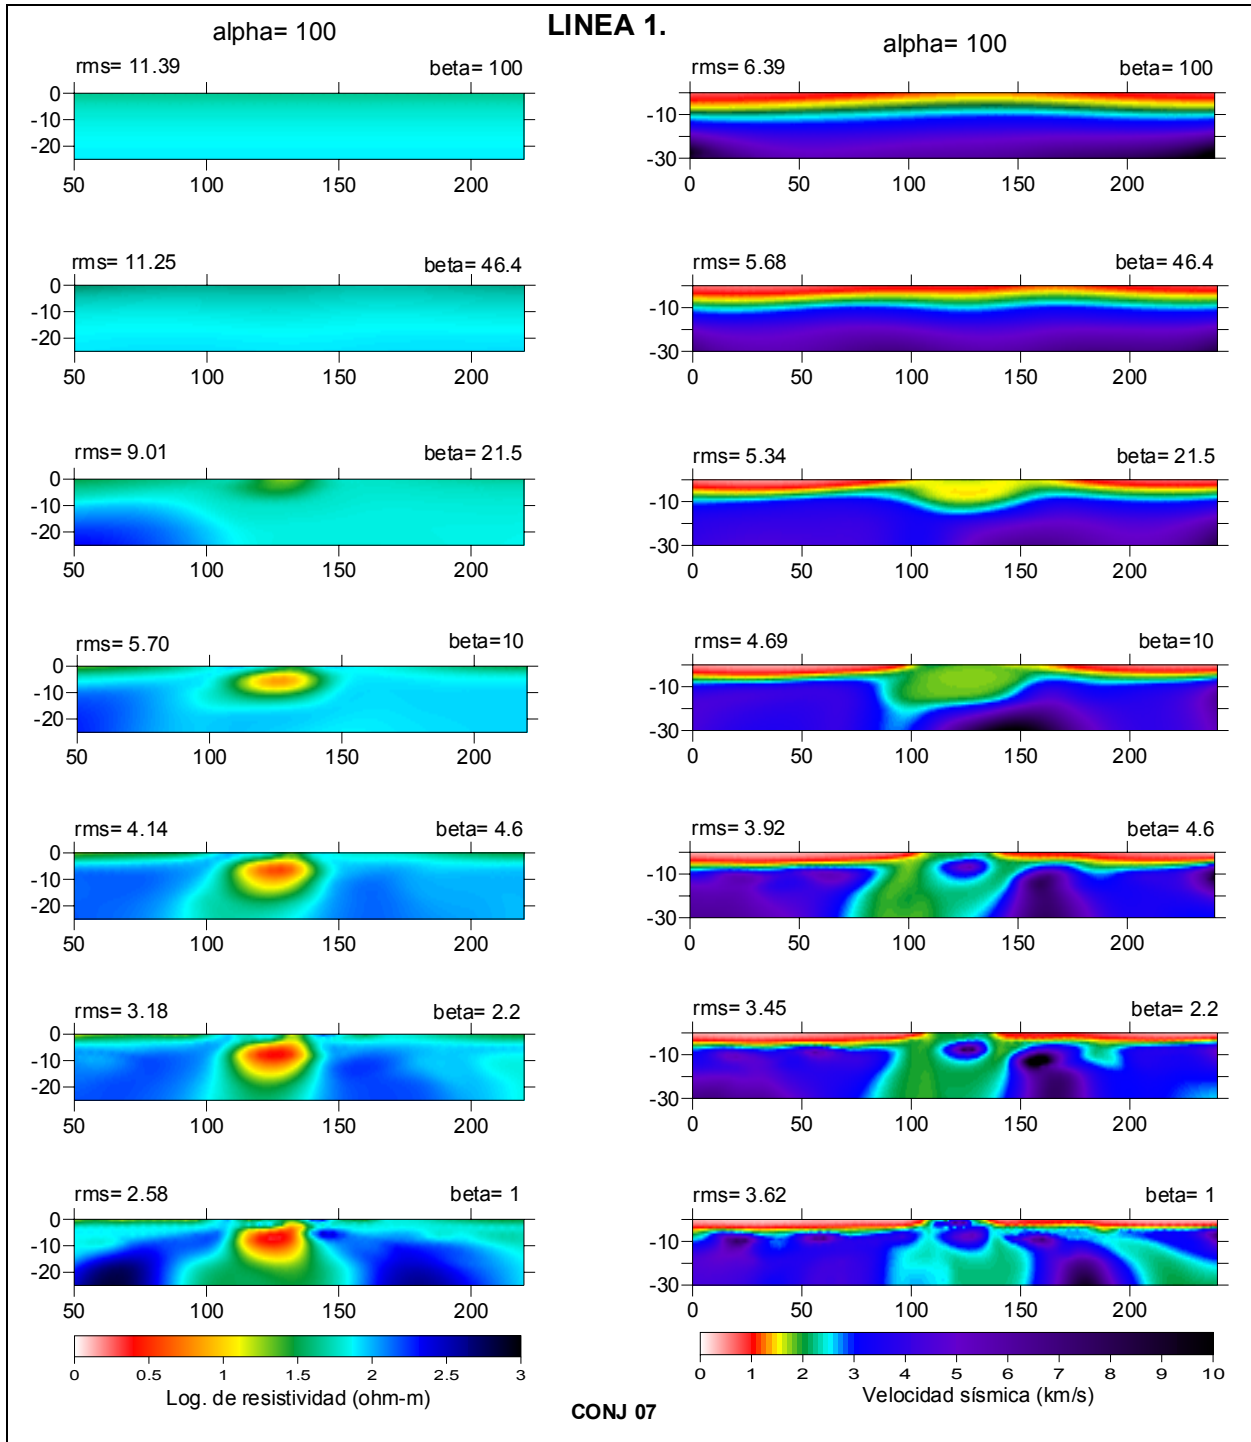 LINEA 1.
alpha= 100
alpha= 100
rms= 11.39 beta= 100
0
-10
-20
50 100 150 200
rms= 6.39 beta= 100
-10
-30
0 50 100 150 200
rms= 11.25 beta= 46.4
0
-10
-20
50 100 150 200
rms= 5.68 beta= 46.4
-10
-30
0 50 100 150 200
rms= 9.01 beta= 21.5
0
-10
-20
50 100 150 200
rms= 5.34 beta= 21.5
-10
-30
0 50 100 150 200
rms= 5.70 beta=10
0
-10
-20
50 100 150 200
rms= 4.69 beta=10
-10
-30
0 50 100 150 200
rms= 4.14 beta= 4.6
0
-10
-20
50 100 150 200
rms= 3.92 beta= 4.6
-10
-30
0 50 100 150 200
rms= 3.18 beta= 2.2
0
-10
-20
50 100 150 200
rms= 3.45 beta= 2.2
-10
-30
0 50 100 150 200
rms= 2.58 beta= 1
0
-10
-20
50 100 150 200
rms= 3.62 beta= 1
-10
-30
0 50 100 150 200
0 0.5 1 1.5 2 2.5 3
Log. de resistividad (ohm-m)
0 1 2 3 4 5 6 7 8 9 10
Velocidad sísmica (km/s)
CONJ 07